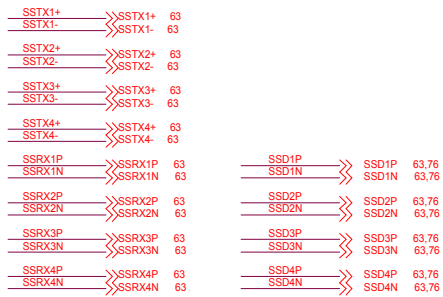 SSTX1+ SSTX1+ 63
SSTX1- SSTX1- 63
SSTX2+ SSTX2+ 63
SSTX2- SSTX2- 63
SSTX3+ SSTX3+ 63
SSTX3- SSTX3- 63
SSTX4+ SSTX4+ 63
SSTX4- SSTX4- 63
SSRX1P SSRX1P 63 SSD1P SSD1P 63,76
SSRX1N SSRX1N 63 SSD1N SSD1N 63,76
SSRX2P SSRX2P 63 SSD2P SSD2P 63,76
SSRX2N SSRX2N 63 SSD2N SSD2N 63,76
SSRX3P SSRX3P 63 SSD3P SSD3P 63,76
SSRX3N SSRX3N 63 SSD3N SSD3N 63,76
SSRX4P SSRX4P 63 SSD4P SSD4P 63,76
SSRX4N SSRX4N 63 SSD4N SSD4N 63,76